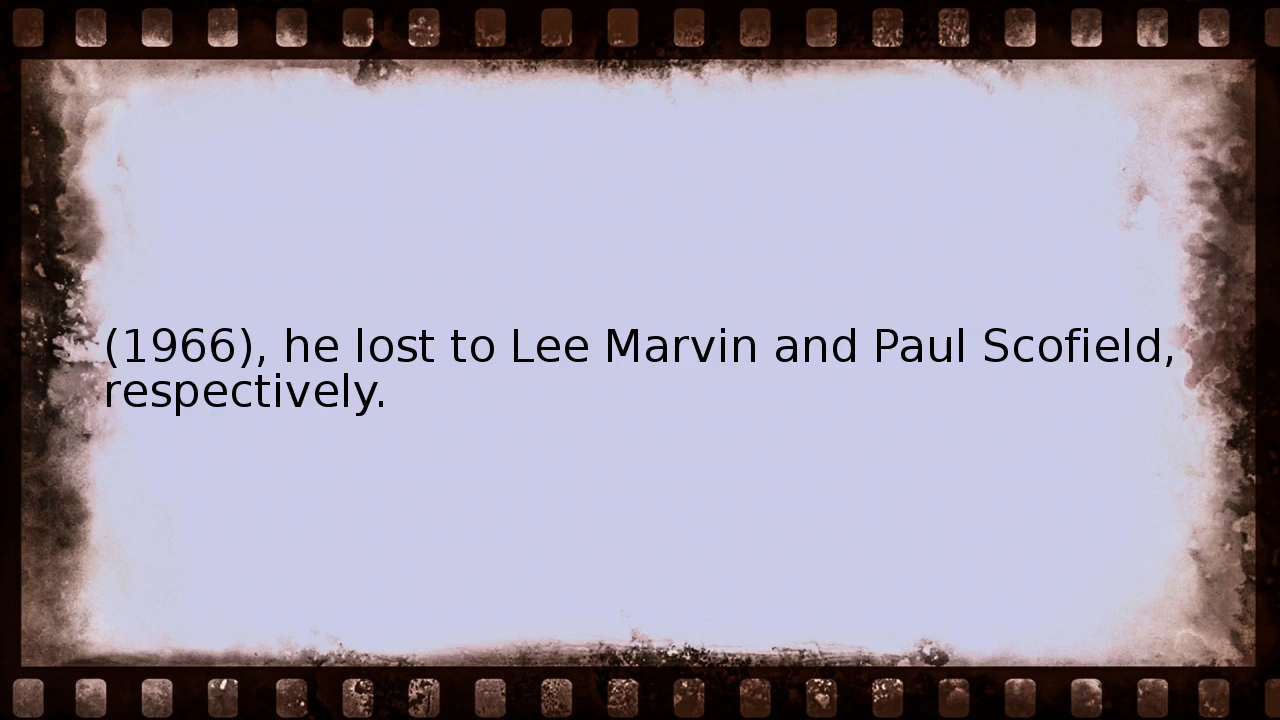 (1966), he lost to Lee Marvin and Paul Scofield,
respectively.